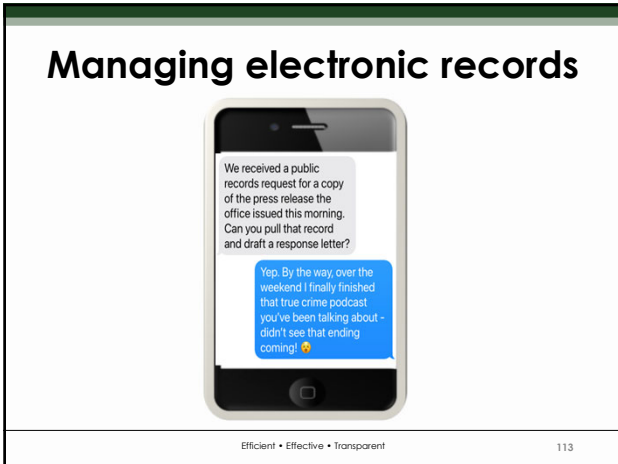 Managing electronic records
We received a public
records request for a copy
of the press release the
office issued this morning.
Can you pull that record
and draft a response letter?
Yep. By the way, over the
weekend I finally finished
that true crime podcast
you've been talking about -
didn't see that ending
coming! 😯
Efficient • Effective • Transparent
113